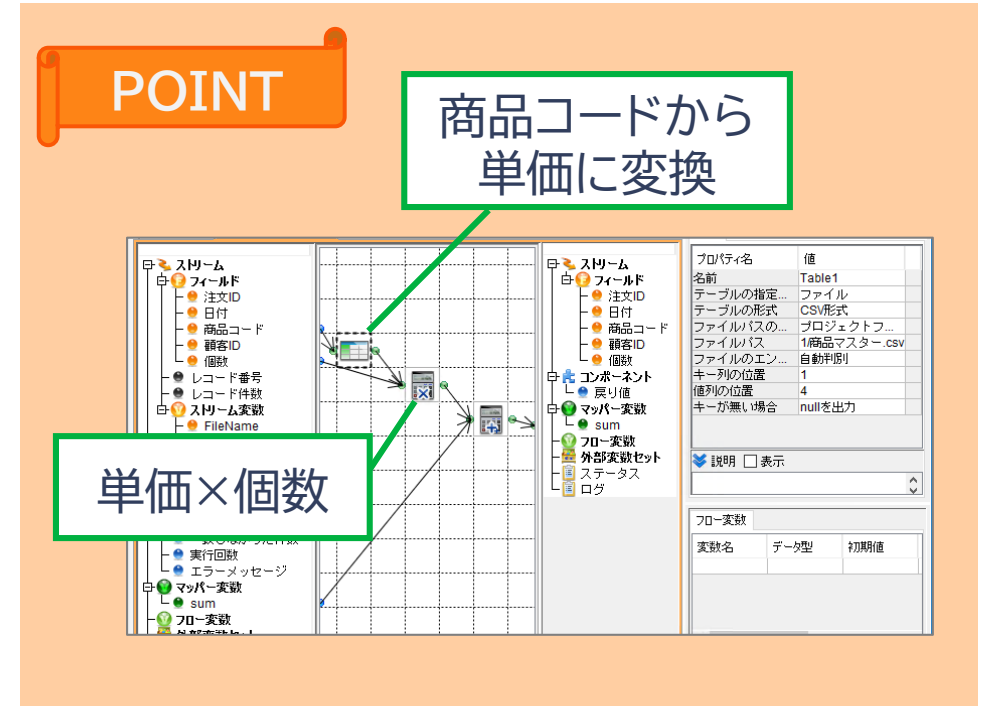 POINT
商品コードから
単価に変換
単価×個数
ストリーム
フィールド
注文ID
日付
商品コード
顧客ID
個数
レコード番号
レコード件数
ストリーム変数
FileName
実行回数
エラーメッセージ
マッパー変数
sum
フロー変数
外部変数セット
ストリーム
フィールド
注文ID
日付
商品コード
顧客ID
個数
コンポーネント
戻り値
マッパー変数
sum
フロー変数
外部変数セット
ステータス
ログ
プロパティ名 値
名前 Table1
テーブルの指定... ファイル
テーブルの形式 CSV形式
ファイルパスの... プロジェクトフ...
ファイルパス 1/商品マスター.csv
ファイルのエン... 自動判別
キー列の位置 1
値列の位置 4
キーが無い場合 nullを出力
説明 表示
フロー変数
変数名 データ型 初期値